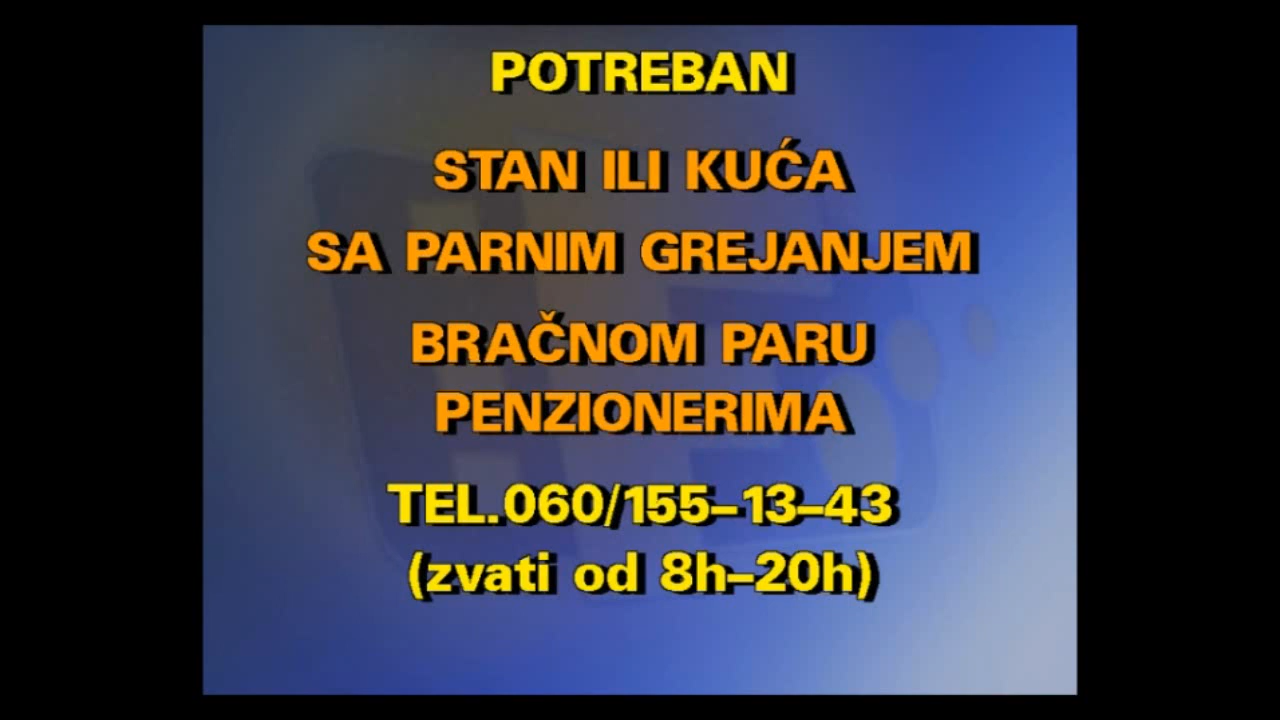 POTREBAN
STAN ILI KUĆA
SA PARNIM GREJANJEM
BRAČNOM PARU
PENZIONERIMA
TEL.060/155–13–43
(zvati od 8h–20h)